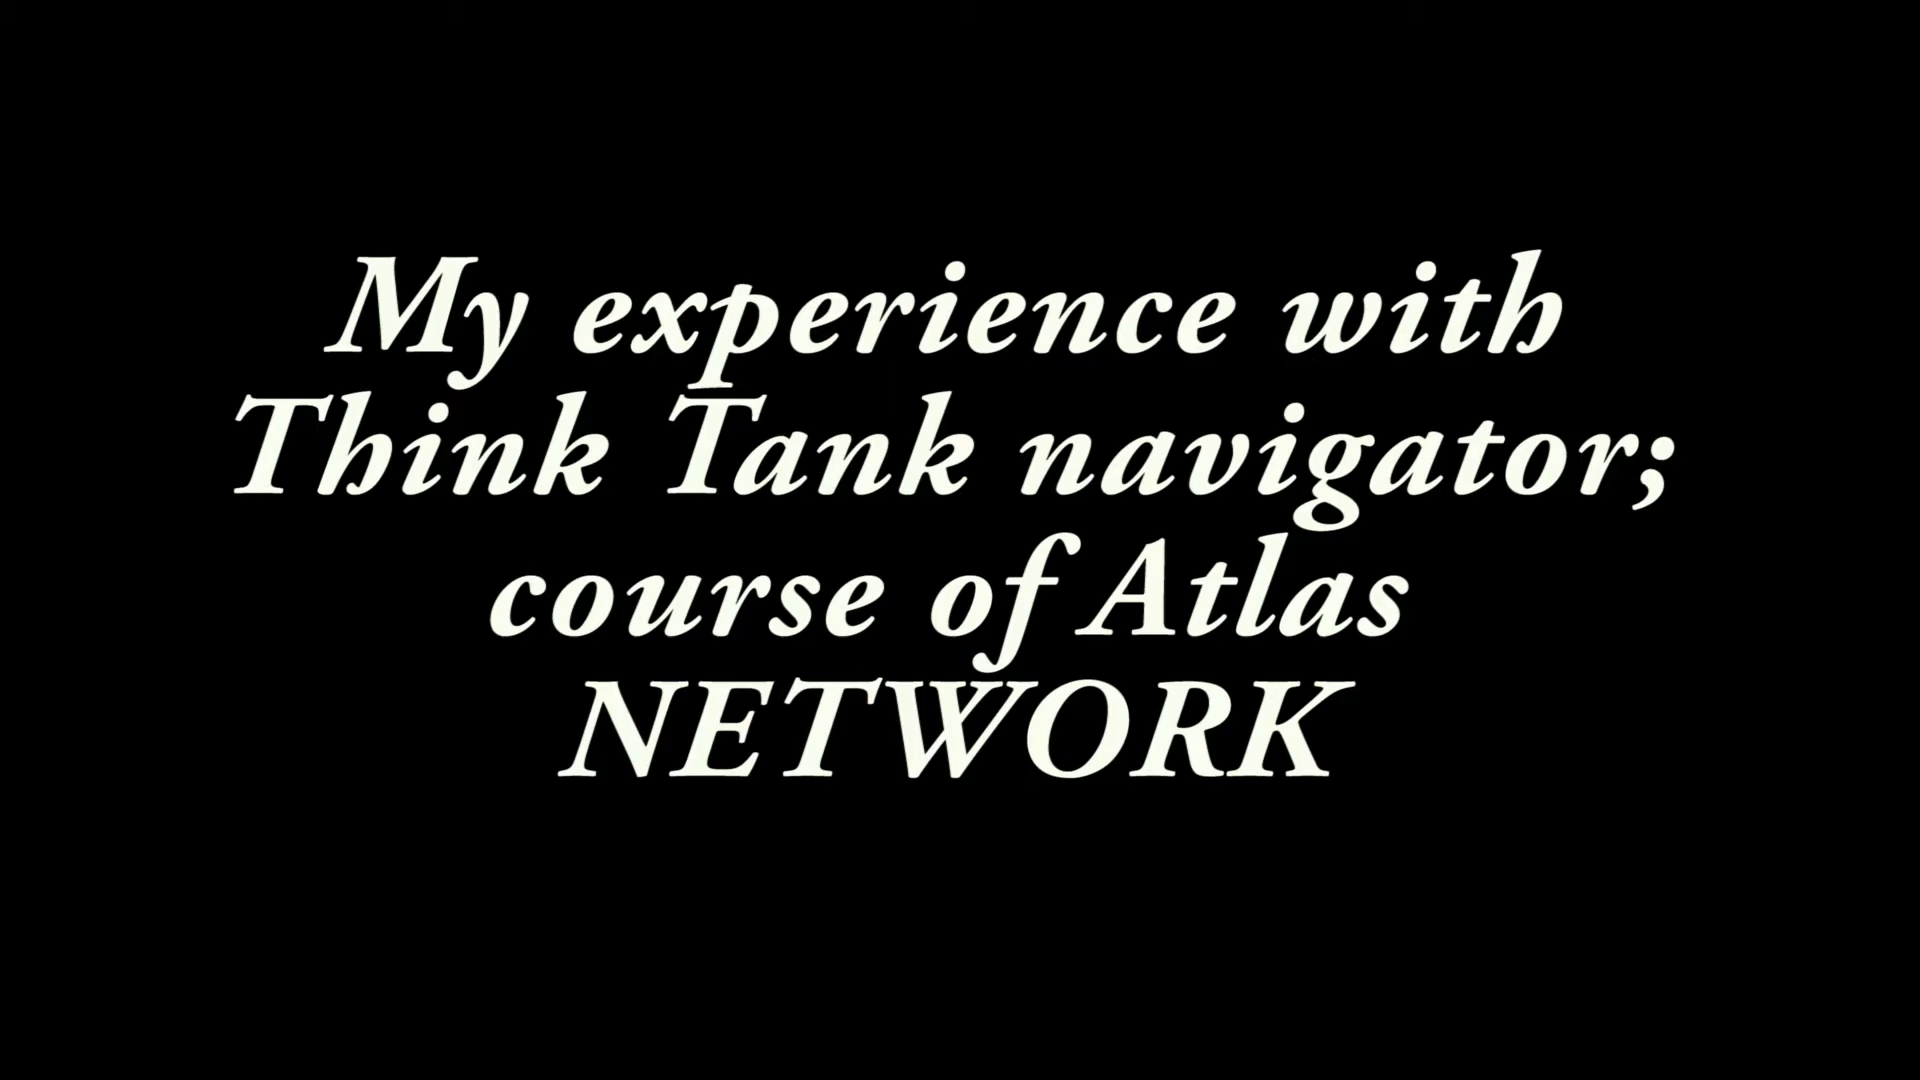 My experience with
Think Tank navigator;
course of Atlas
NETWORK